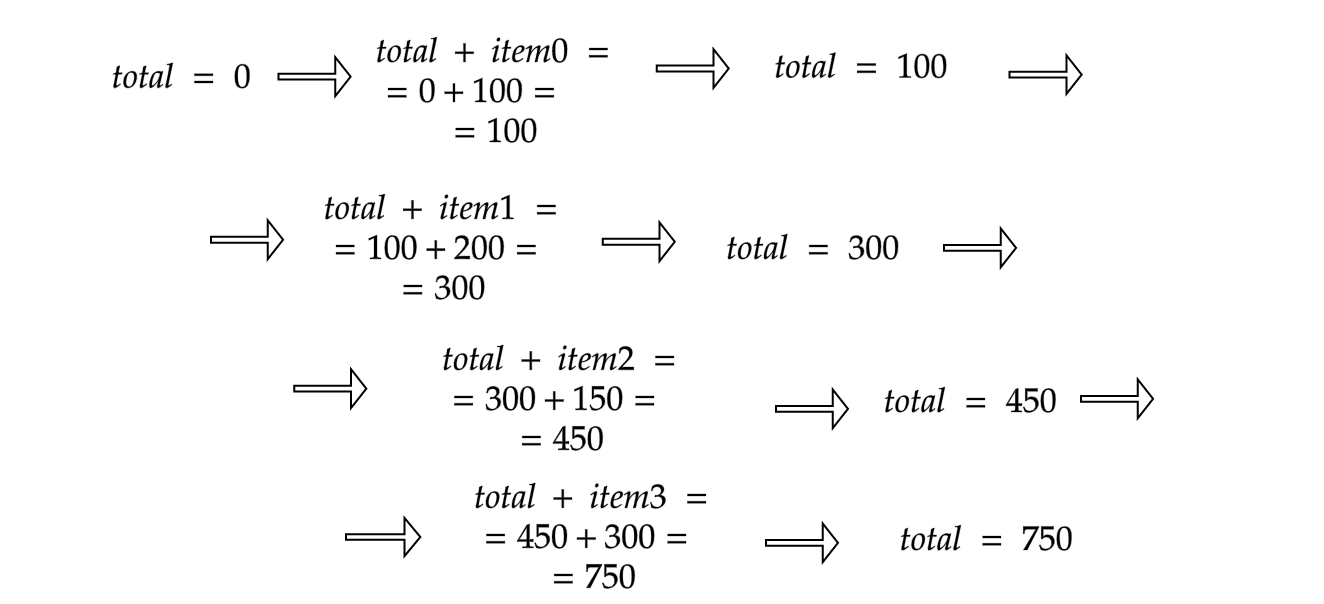 total = 0
total + item0 =
= 0 + 100 =
= 100
total = 100
total + item1 =
= 100 + 200 =
= 300
total = 300
total + item2 =
= 300 + 150 =
= 450
total = 450
total + item3 =
= 450 + 300 =
= 750
total = 750